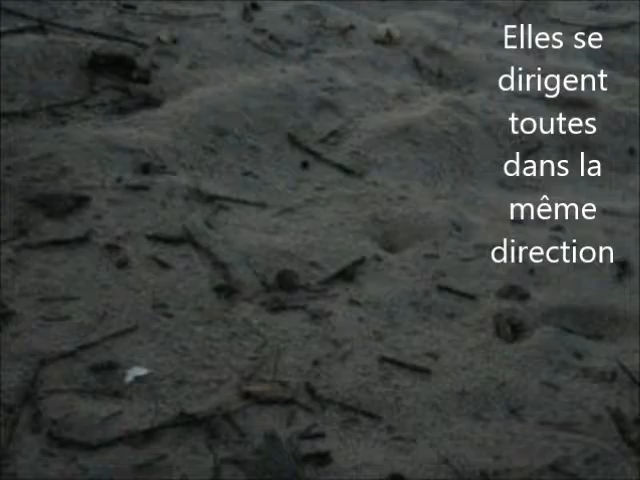 Elles se
dirigent
toutes
dans la
même
direction